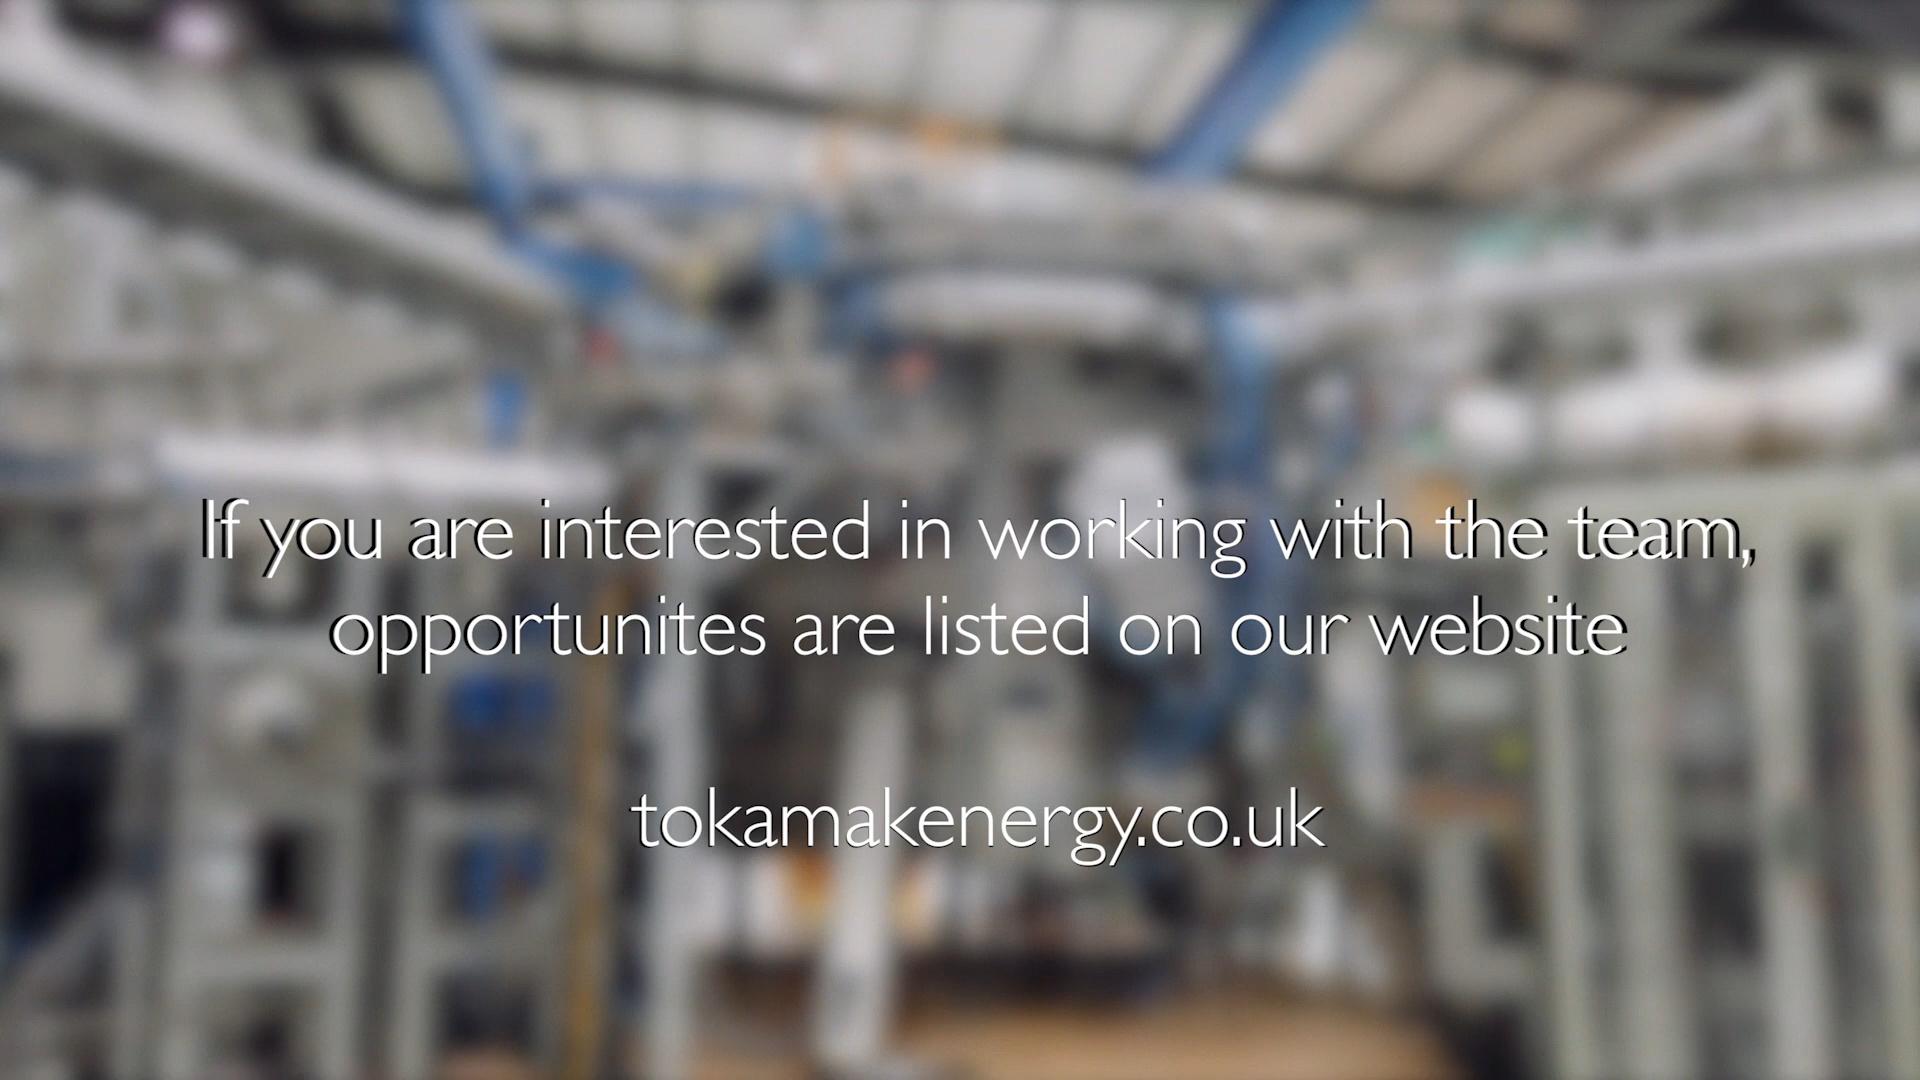 If you are interested in working with the team,
opportunites are listed on our website
tokamakenergy.co.uk